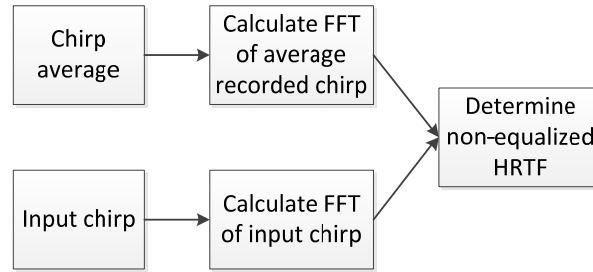 Chirp
average
Calculate FFT
of average
recorded chirp
Determine
non-equalized
HRTF
Input chirp
Calculate FFT
of input chirp